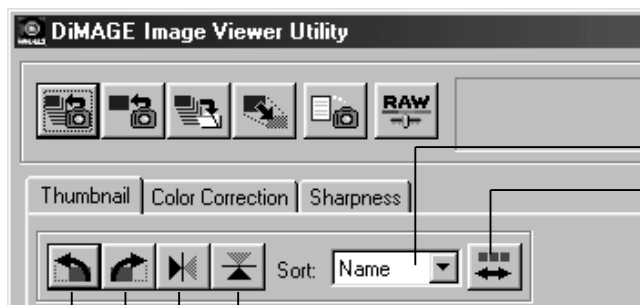 DiMAGE Image Viewer Utility
RAW
Thumbnail Color Correction Sharpness
Sort: Name